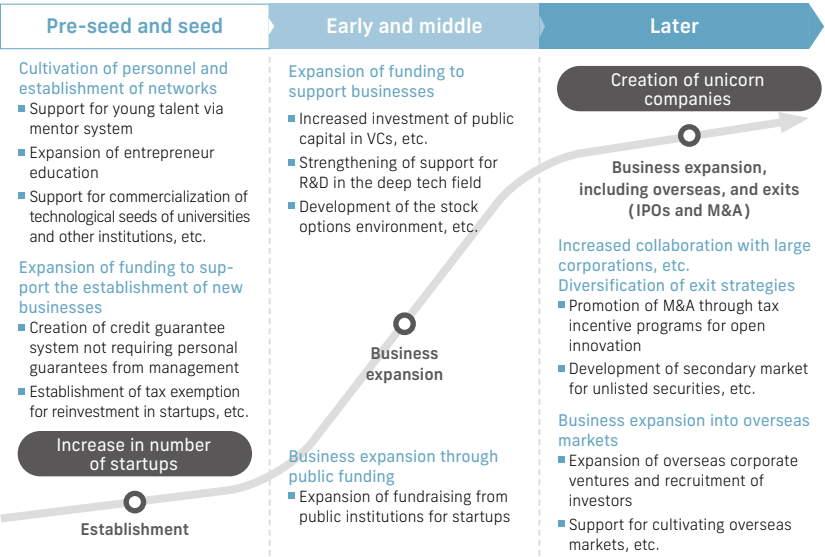 Pre-seed and seed
Early and middle
Later
Cultivation of personnel and
establishment of networks
Support for young talent via
mentor system
Expansion of entrepreneur
education
Support for commercialization of
technological seeds of universities
and other institutions, etc.
Expansion of funding to sup-
port the establishment of new
businesses
Creation of credit guarantee
system not requiring personal
guarantees from management
Establishment of tax exemption
for reinvestment in startups, etc.
Increase in number
of startups
Establishment
Expansion of funding to
support businesses
Increased investment of public
capital in VCs, etc.
Strengthening of support for
R&D in the deep tech field
Development of the stock
options environment, etc.
Business
expansion
Business expansion through
public funding
Expansion of fundraising from
public institutions for startups
Creation of unicorn
companies
Business expansion,
including overseas, and exits
(IPOs and M&A)
Increased collaboration with large
corporations, etc.
Diversification of exit strategies
Promotion of M&A through tax
incentive programs for open
innovation
Development of secondary market
for unlisted securities, etc.
Business expansion into overseas
markets
Expansion of overseas corporate
ventures and recruitment of
investors
Support for cultivating overseas
markets, etc.